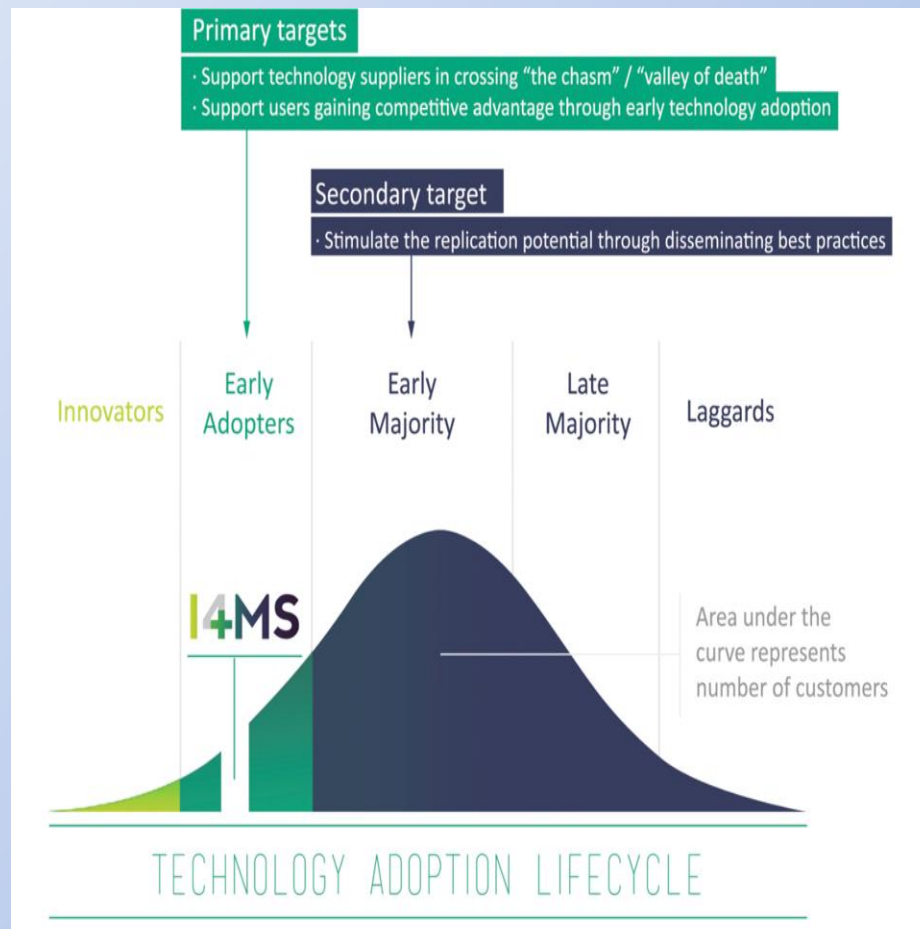 Primary targets
· Support technology suppliers in crossing “the chasm” / “valley of death”
· Support users gaining competitive advantage through early technology adoption
Secondary target
· Stimulate the replication potential through disseminating best practices
Innovators
Early
Adopters
Early
Majority
Late
Majority
Laggards
I4MS
Area under the
curve represents
number of customers
TECHNOLOGY ADOPTION LIFECYCLE